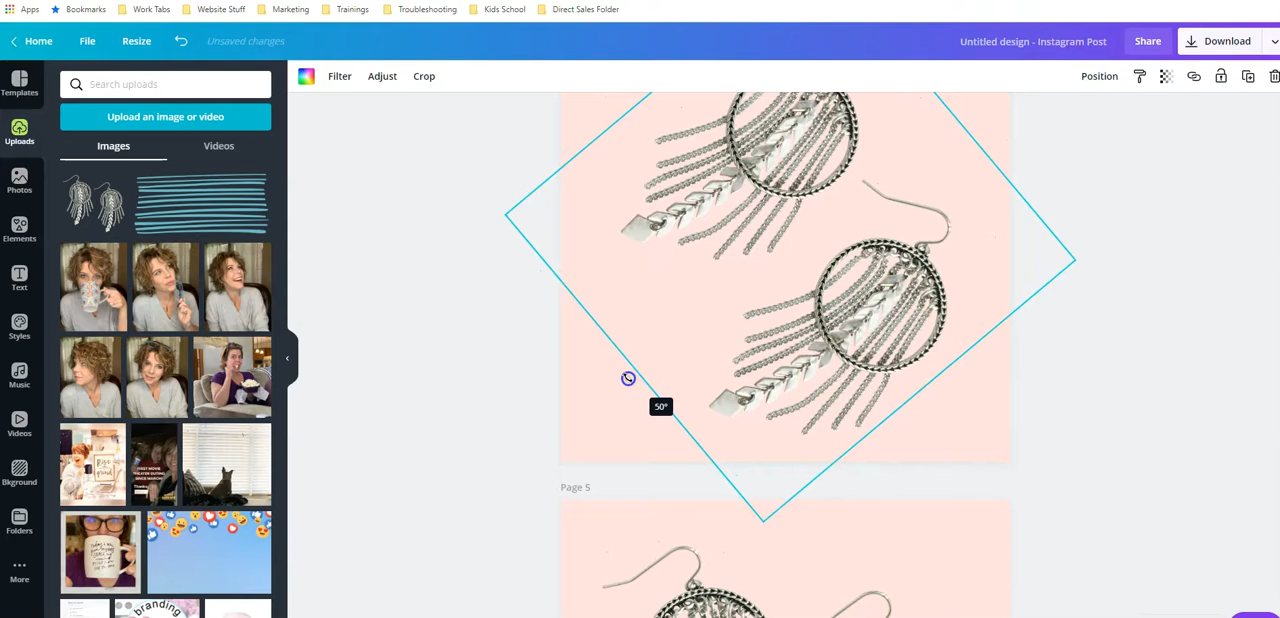 Apps Bookmarks Work Tabs Website Stuff Marketing Trainings Troubleshooting Kids School Direct Sales Folder
Home File Resize Unsaved changes Untitled design - Instagram Post Share Download
Filter Adjust Crop Position
Templates
Search uploads
Upload an image or video
Uploads
Images Videos
Photos
Elements
Text
Styles
Music
Videos
Bkground
Folders
More
50°
Page 5
branding